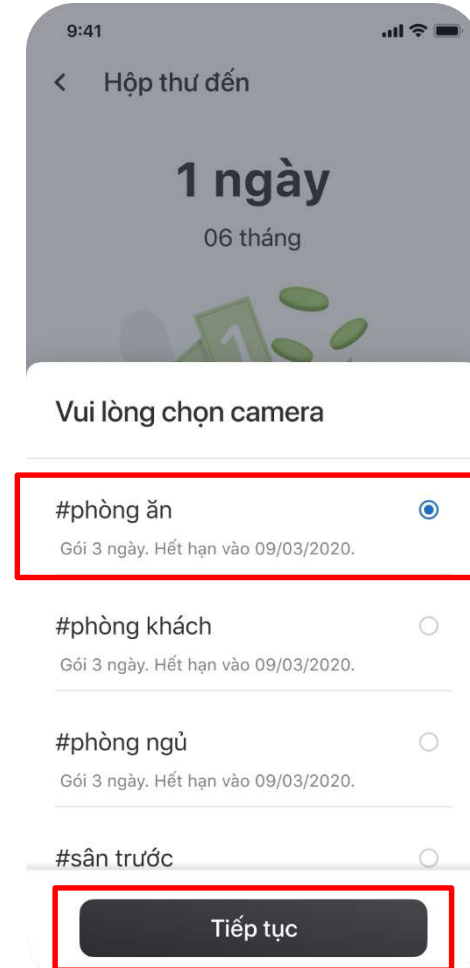 9:41
Hộp thư đến
1 ngày
06 tháng
1
Vui lòng chọn camera
#phòng ăn
Gói 3 ngày. Hết hạn vào 09/03/2020.
#phòng khách
Gói 3 ngày. Hết hạn vào 09/03/2020.
#phòng ngủ
Gói 3 ngày. Hết hạn vào 09/03/2020.
#sân trước
Tiếp tục